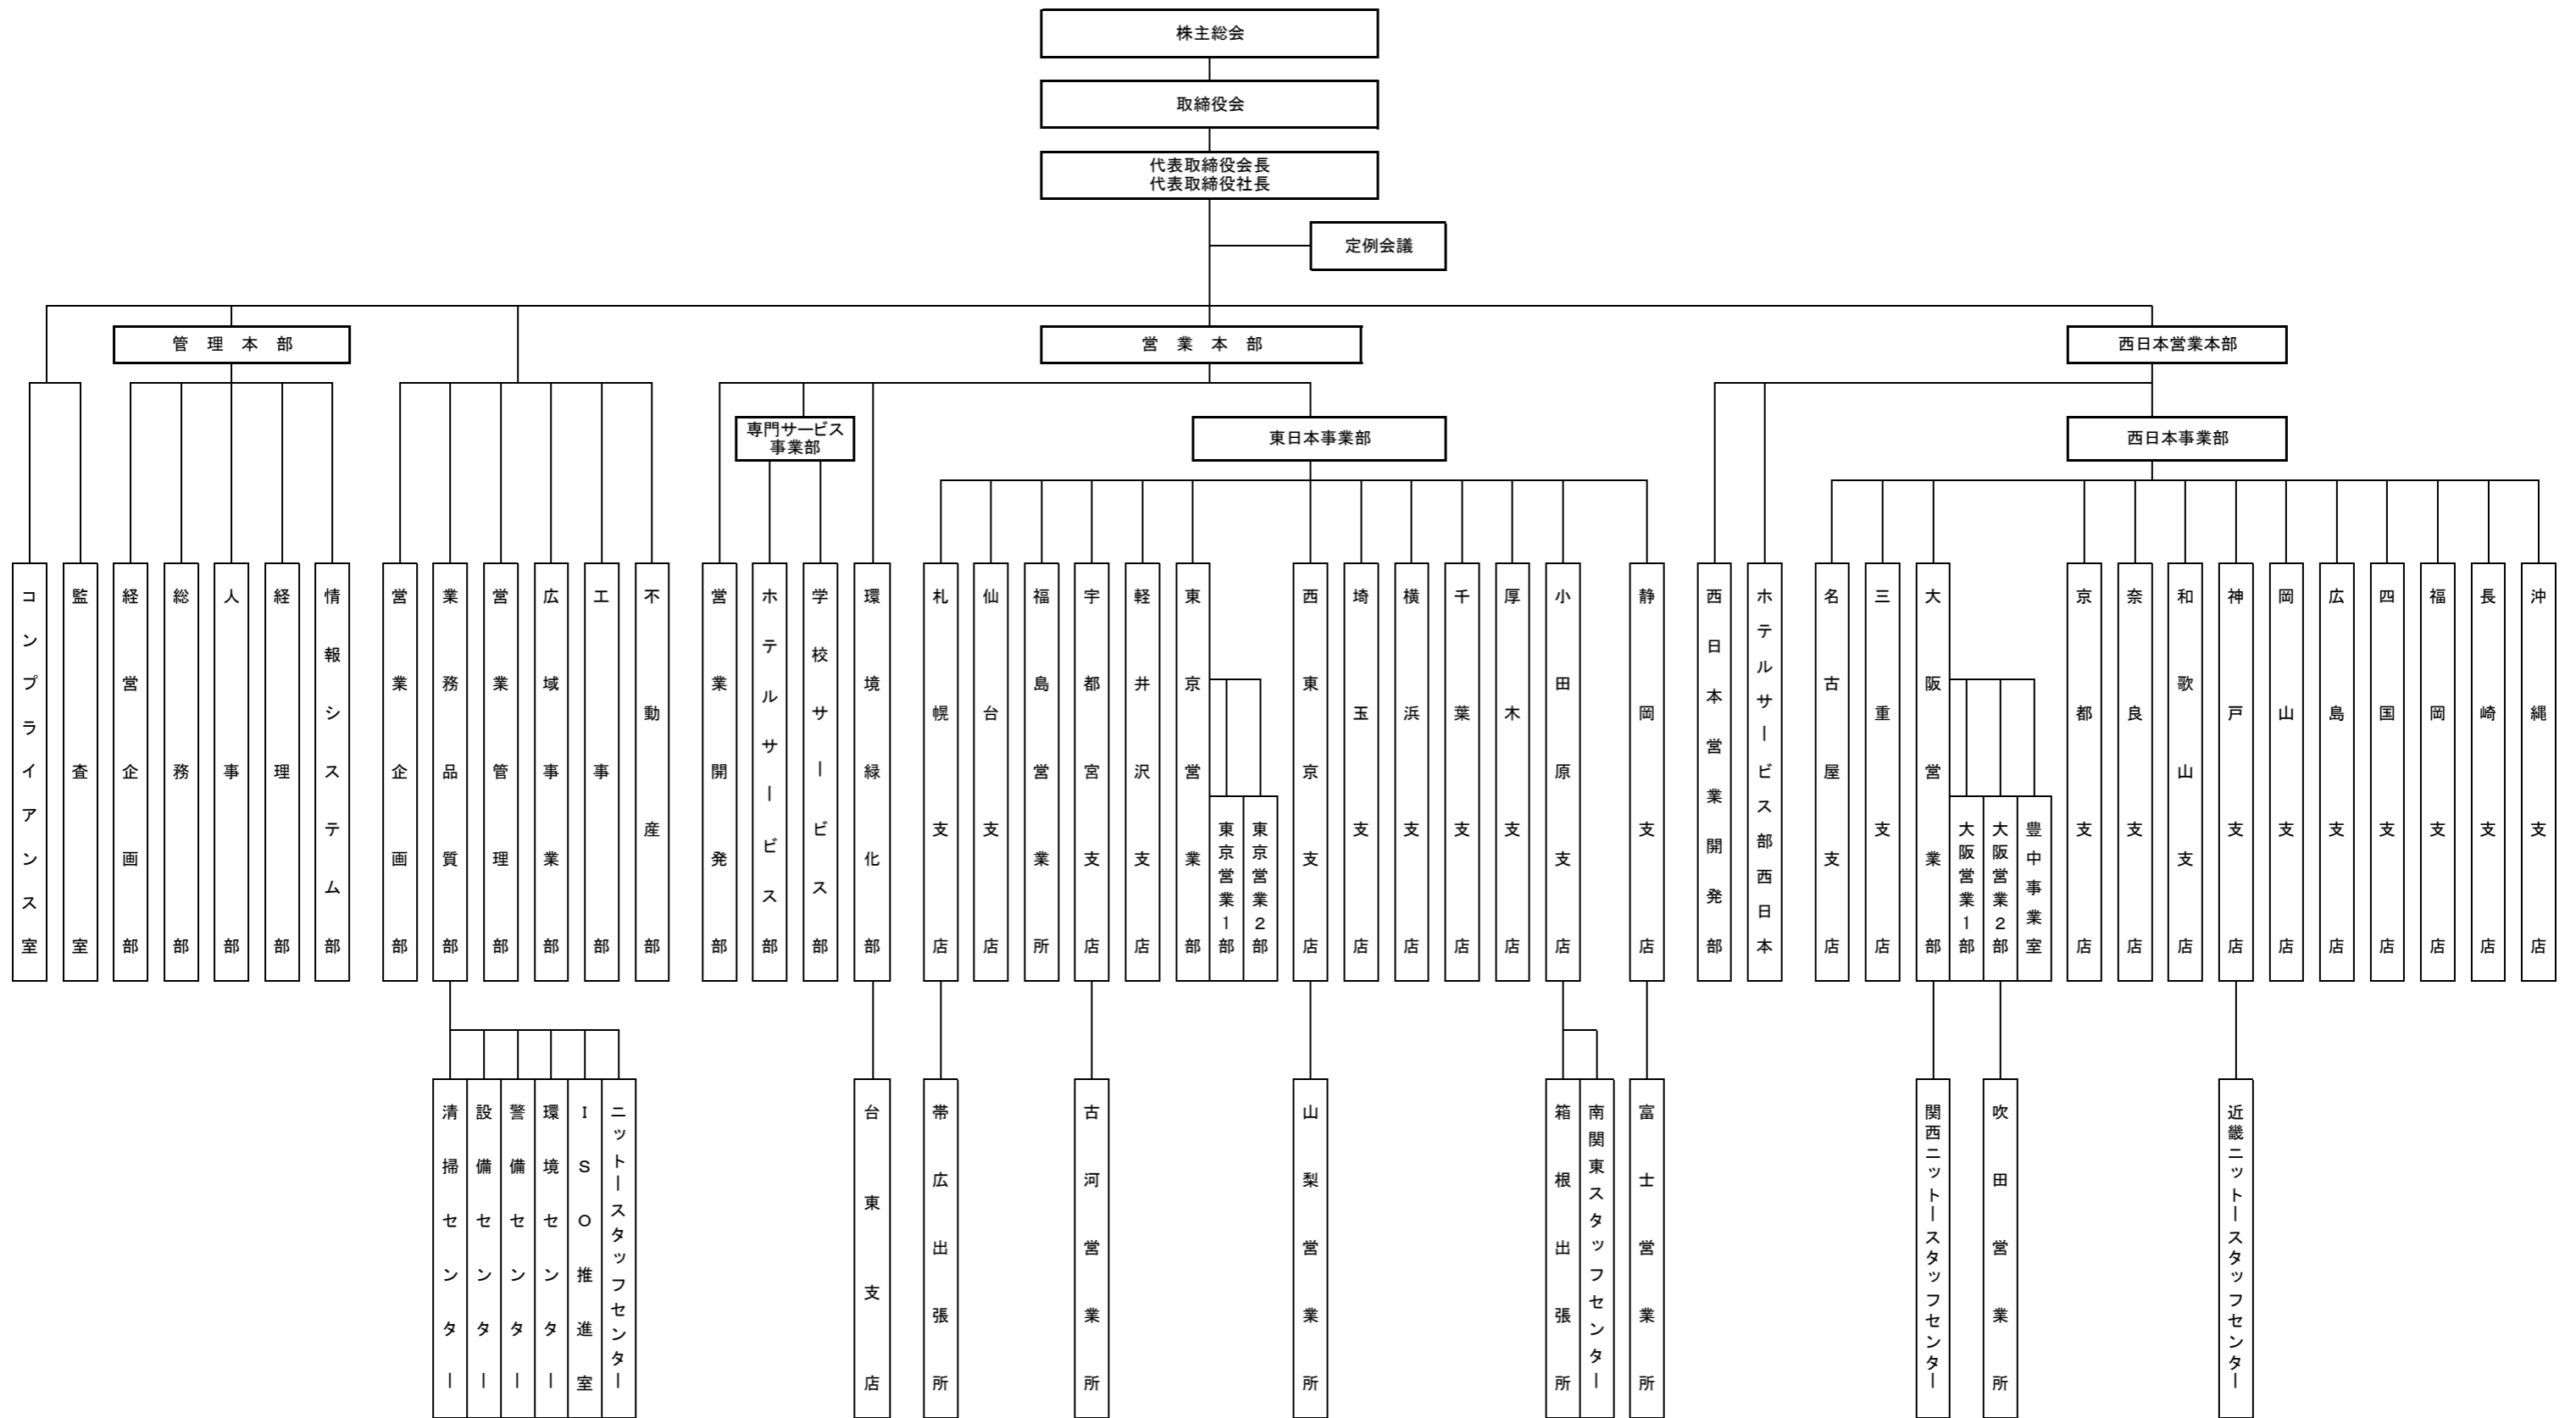 株主総会
取締役会
代表取締役会長
代表取締役社長
定例会議
管理本部
営業本部
西日本営業本部
専門サービス
事業部
東日本事業部
西日本事業部
コンプライアンス室
監査室
経営企画部
総務部
人事部
経理部
情報システム部
営業企画部
業務品質部
営業管理部
広域事業部
工事部
不動産部
営業開発部
ホテルサービス部
学校サービス部
環境緑化部
札幌支店
仙台支店
福島営業所
宇都宮支店
軽井沢支店
東京営業部
東京営業1部
東京営業2部
西東京支店
埼玉支店
横浜支店
千葉支店
厚木支店
小田原支店
静岡支店
西日本営業開発部
ホテルサービス部西日本
名古屋支店
三重支店
大阪営業部
大阪営業1部
大阪営業2部
豊中事業室
京都支店
奈良支店
和歌山支店
神戸支店
岡山支店
広島支店
四国支店
福岡支店
長崎支店
沖縄支店
清掃センター
設備センター
警備センター
環境センター
ISO推進室
ニットースタッフセンター
台東支店
帯広出張所
古河営業所
山梨営業所
箱根出張所
南関東スタッフセンター
富士営業所
関西ニットースタッフセンター
吹田営業所
近畿ニットースタッフセンター